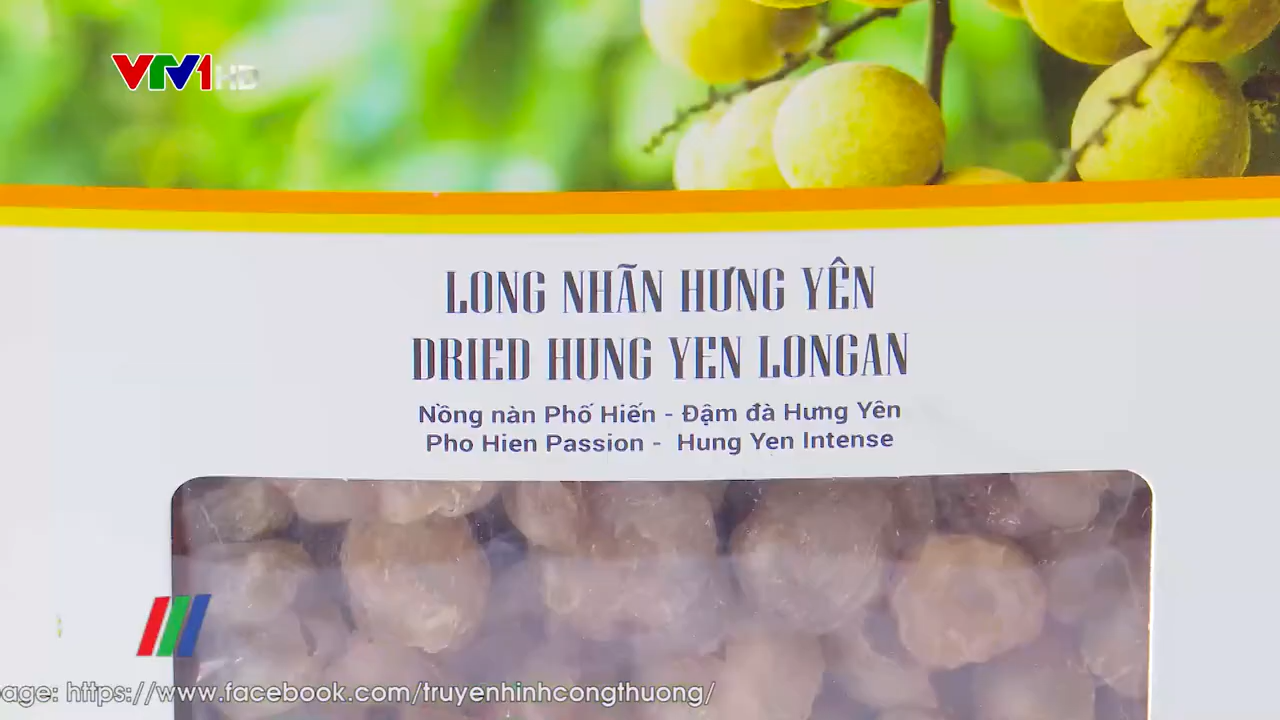 VTV1 HD
LONG NHÃN HƯNG YÊN
DRIED HUNG YEN LONGAN
Nồng nàn Phố Hiến - Đậm đà Hưng Yên
Pho Hien Passion - Hung Yen Intense
age: https://www.facebook.com/truyenhinhcongthuong/